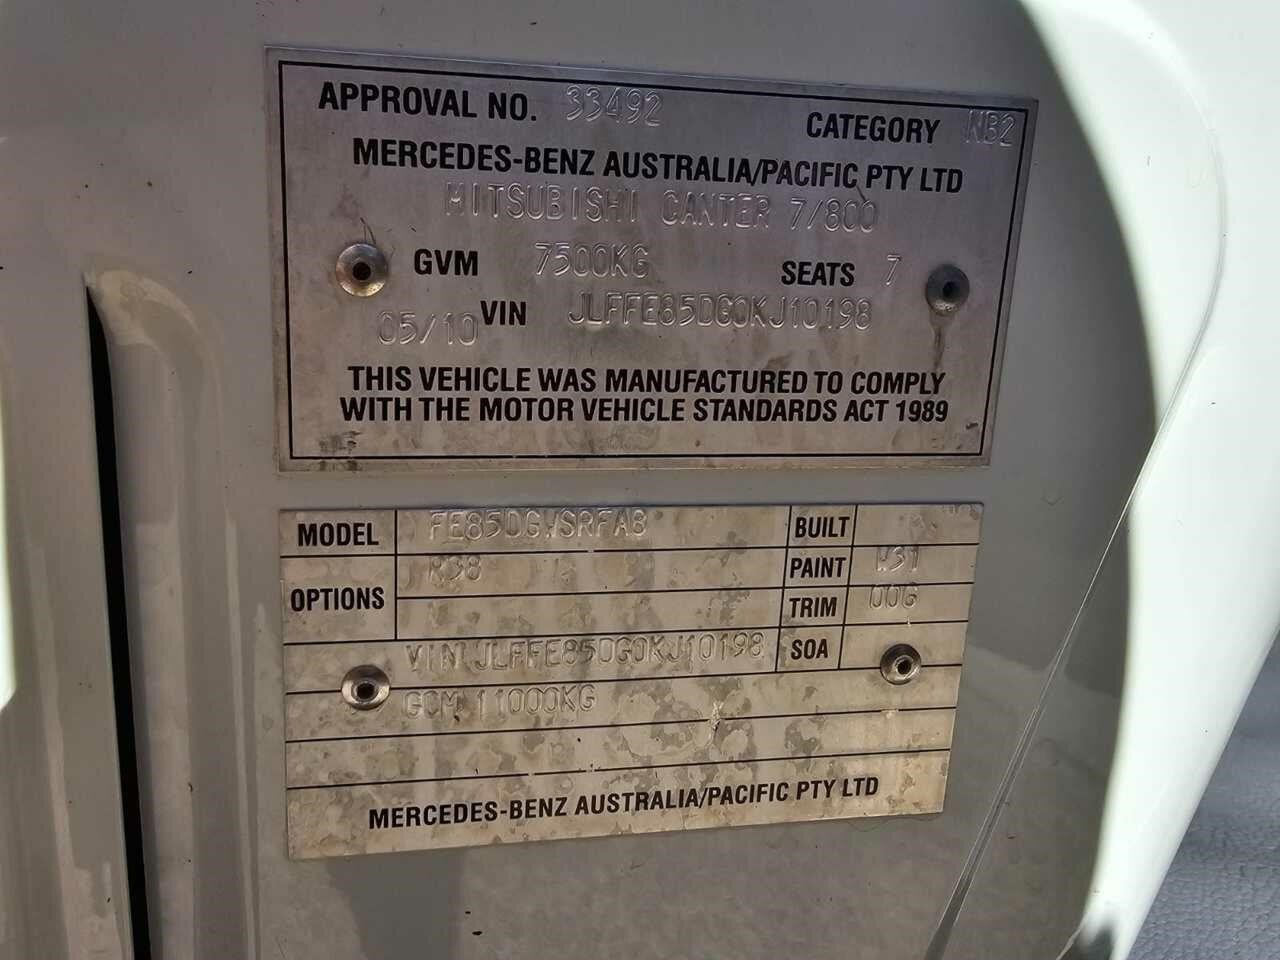 APPROVAL NO. 33492 CATEGORY NB2
MERCEDES-BENZ AUSTRALIA/PACIFIC PTY LTD
MITSUBISHI CANTER 7/800
GVM 7500KG SEATS 7
05/10 VIN JLFFE85DG0KJ10198
THIS VEHICLE WAS MANUFACTURED TO COMPLY
WITH THE MOTOR VEHICLE STANDARDS ACT 1989
MODEL FE85DGWSRFAB BUILT
OPTIONS R38 PAINT W31
TRIM 00G
VIN JLFFE85DG0KJ10198 SOA
GCM 11000KG
MERCEDES-BENZ AUSTRALIA/PACIFIC PTY LTD